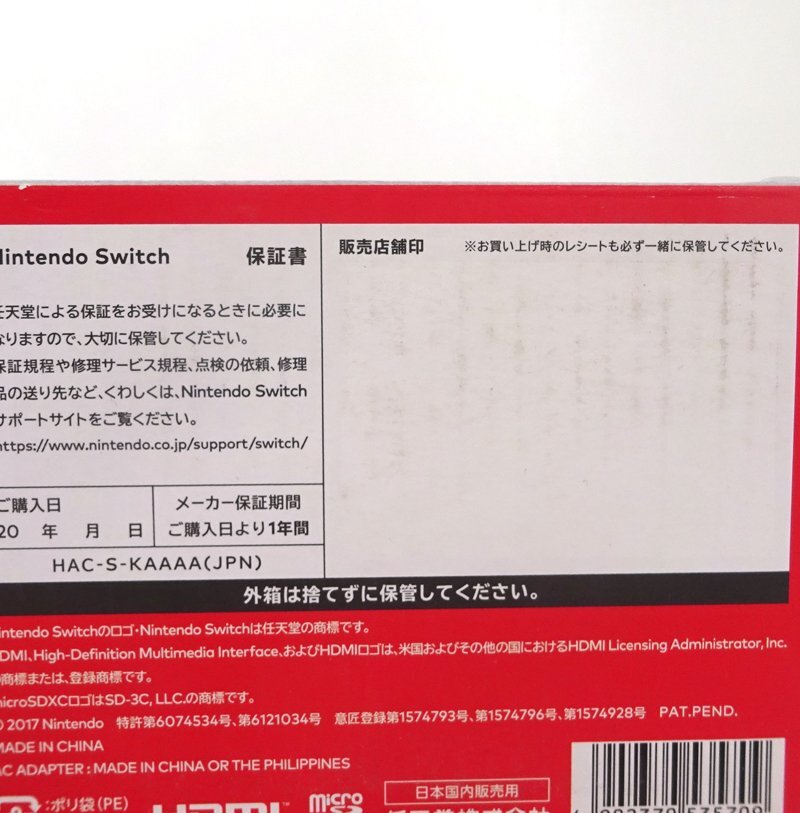 Nintendo Switch 保証書
任天堂による保証をお受けになるときに必要に
なりますので、大切に保管してください。
保証規程や修理サービス規程、点検の依頼、修理
品の送り先など、くわしくは、Nintendo Switch
サポートサイトをご覧ください。
https://www.nintendo.co.jp/support/switch/
ご購入日
20 年 月 日
メーカー保証期間
ご購入日より1年間
HAC-S-KAAAA(JPN)
販売店舗印
※お買い上げ時のレシートも必ず一緒に保管してください。
外箱は捨てずに保管してください。
Nintendo Switchのロゴ・Nintendo Switchは任天堂の商標です。
HDMI、High-Definition Multimedia Interface、およびHDMIロゴは、米国およびその他の国におけるHDMI Licensing Administrator, Inc.
の商標または、登録商標です。
microSDXCロゴはSD-3C, LLC.の商標です。
© 2017 Nintendo 特許第6074534号、第6121034号 意匠登録第1574793号、第1574796号、第1574928号 PAT.PEND.
MADE IN CHINA
AC ADAPTER : MADE IN CHINA OR THE PHILIPPINES
:ポリ袋(PE)
HDMI™
micro
日本国内販売用
任天堂株式会社